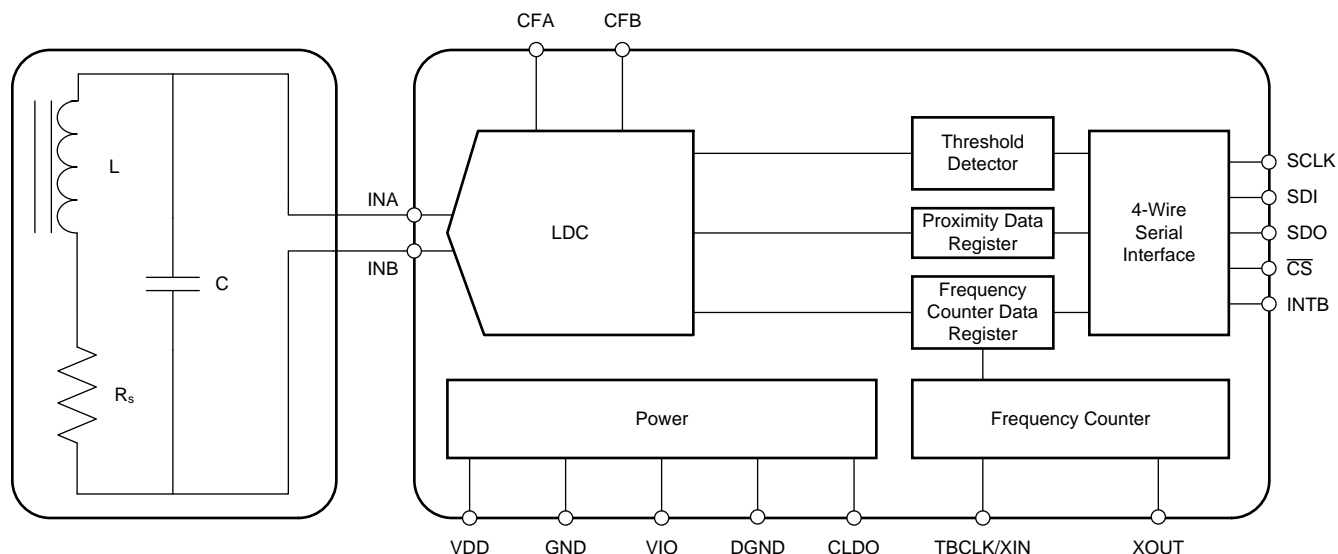 CFA
CFB
L
C
Rₛ
INA
INB
LDC
Threshold
Detector
Proximity Data
Register
Frequency
Counter Data
Register
4-Wire
Serial
Interface
SCLK
SDI
SDO
C̅S̅
INTB
Power
Frequency Counter
VDD
GND
VIO
DGND
CLDO
TBCLK/XIN
XOUT